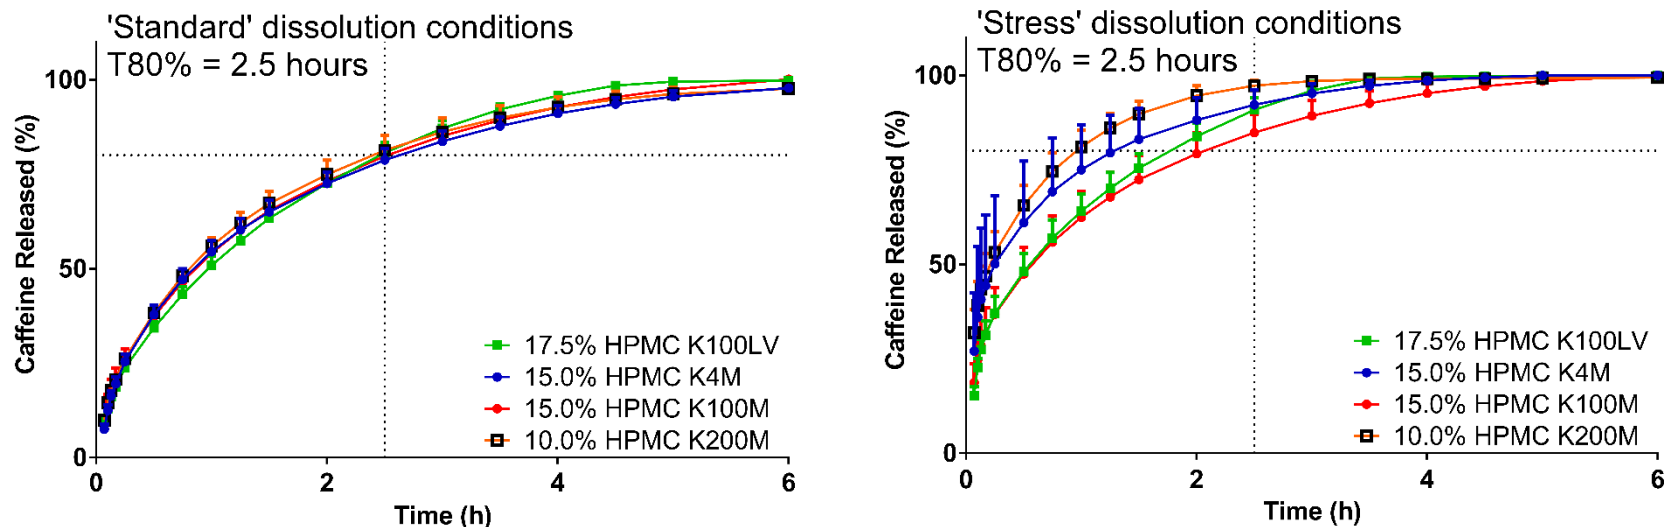 'Standard' dissolution conditions
T80% = 2.5 hours
Caffeine Released (%)
100
50
0
17.5% HPMC K100LV
15.0% HPMC K4M
15.0% HPMC K100M
10.0% HPMC K200M
0 2 4 6
Time (h)
'Stress' dissolution conditions
T80% = 2.5 hours
Caffeine Released (%)
100
50
0
17.5% HPMC K100LV
15.0% HPMC K4M
15.0% HPMC K100M
10.0% HPMC K200M
0 2 4 6
Time (h)